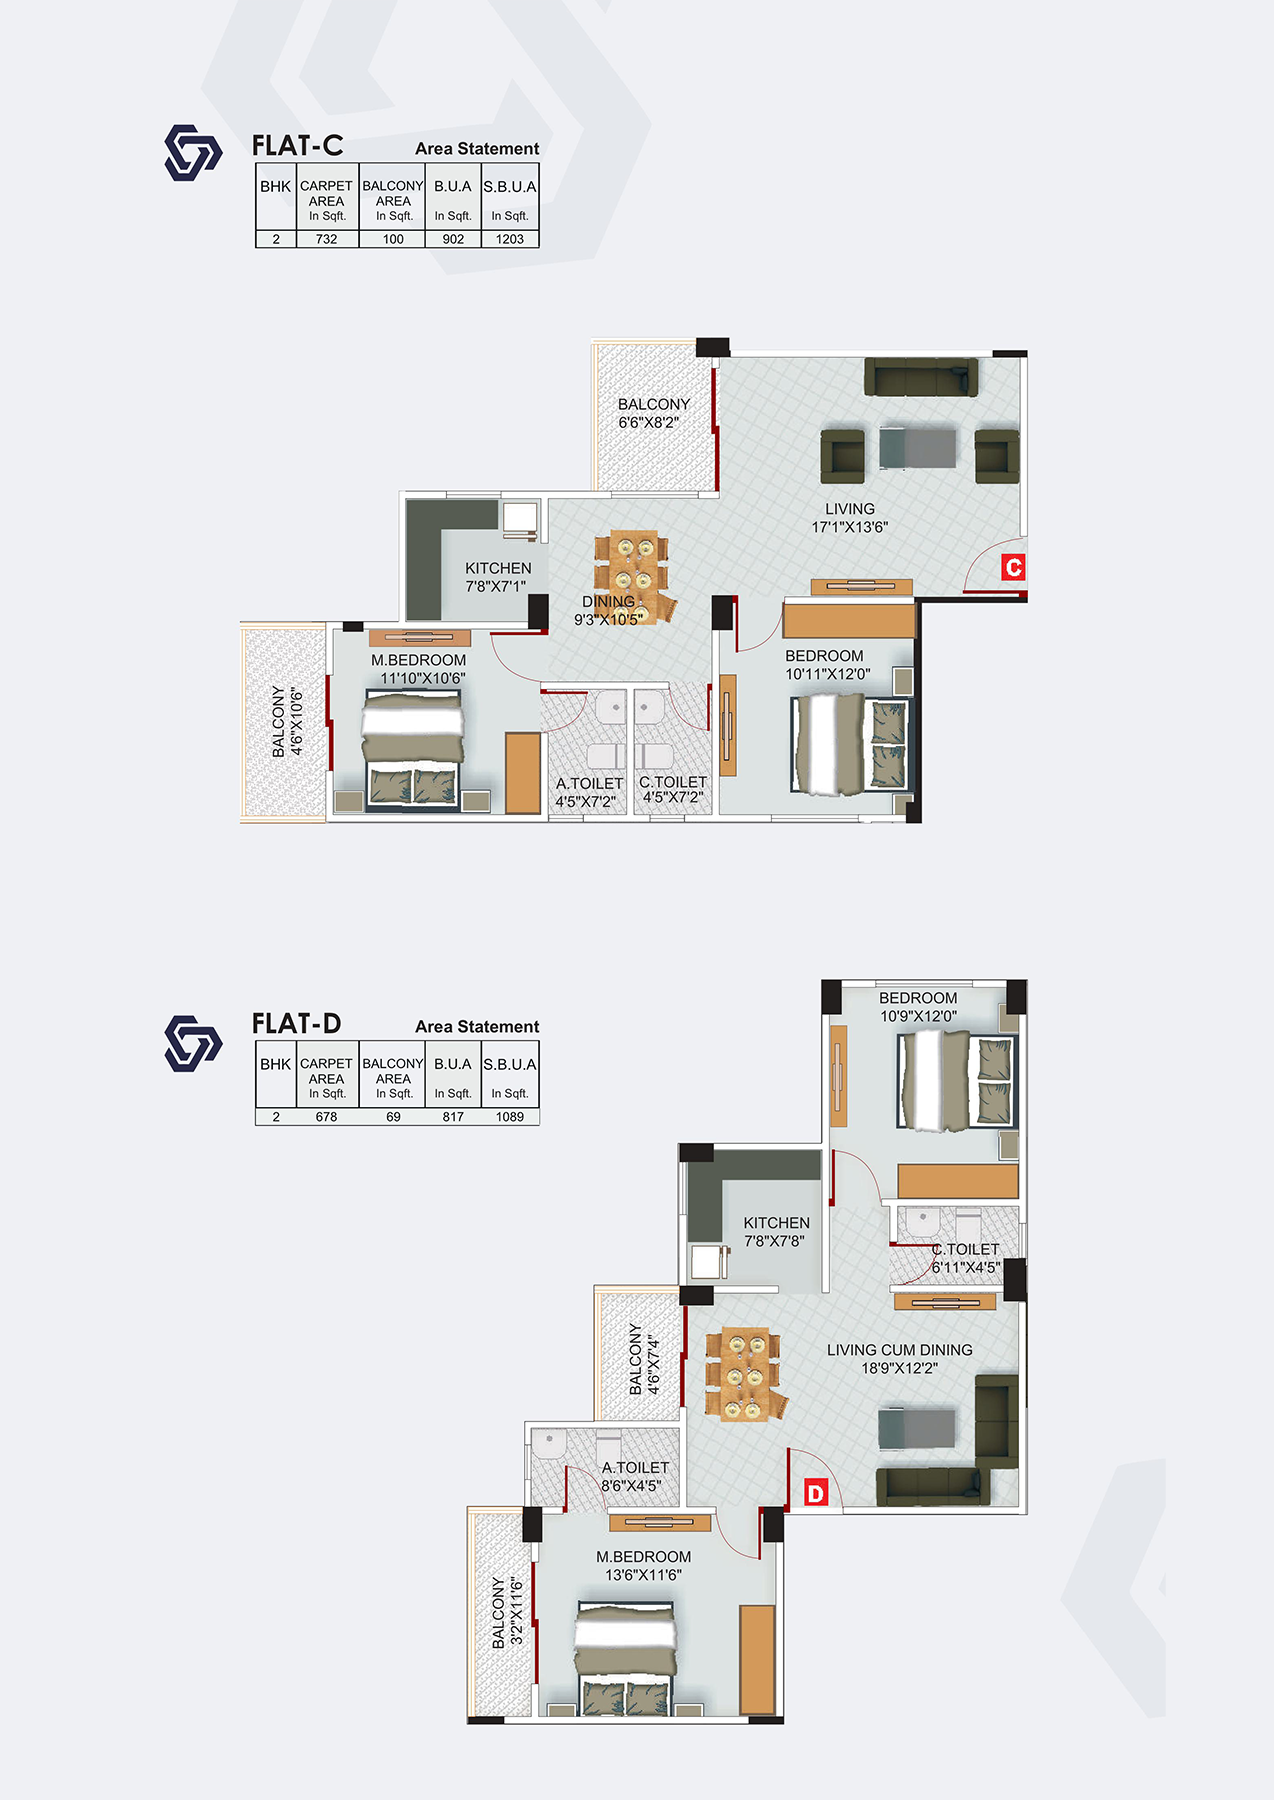 FLAT-C
Area Statement
BHK CARPET AREA In Sqft. BALCONY AREA In Sqft. B.U.A In Sqft. S.B.U.A In Sqft.
2 732 100 902 1203
BALCONY
6'6"X8'2"
LIVING
17'1"X13'6"
C
KITCHEN
7'8"X7'1"
DINING
9'3"X10'5"
M.BEDROOM
11'10"X10'6"
BEDROOM
10'11"X12'0"
BALCONY
4'6"X10'6"
A.TOILET
4'5"X7'2"
C.TOILET
4'5"X7'2"
FLAT-D
Area Statement
BHK CARPET AREA In Sqft. BALCONY AREA In Sqft. B.U.A In Sqft. S.B.U.A In Sqft.
2 678 69 817 1089
BEDROOM
10'9"X12'0"
KITCHEN
7'8"X7'8"
C.TOILET
6'11"X4'5"
BALCONY
4'6"X7'4"
LIVING CUM DINING
18'9"X12'2"
A.TOILET
8'6"X4'5"
D
M.BEDROOM
13'6"X11'6"
BALCONY
3'2"X11'6"